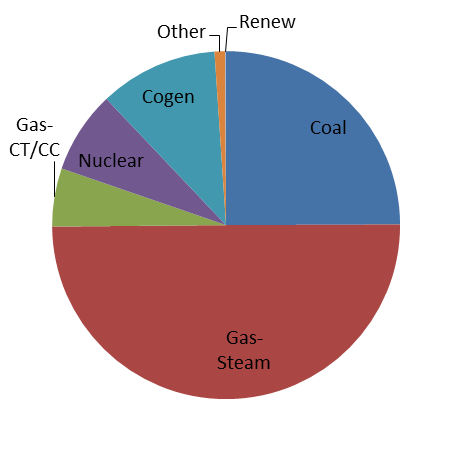 Other
Renew
Cogen
Coal
Gas-
CT/CC
Nuclear
Gas-
Steam